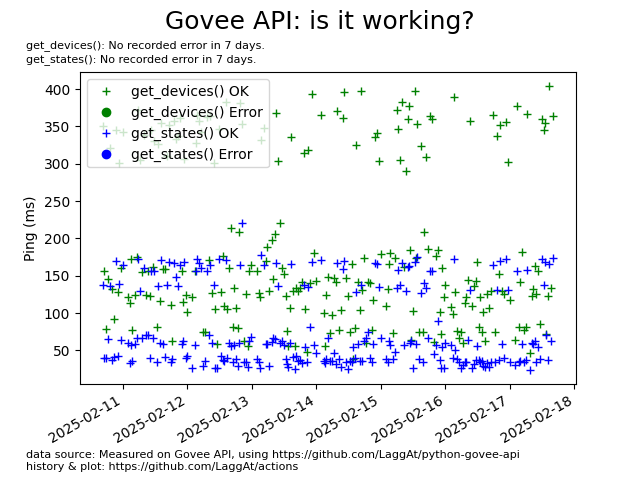 Govee API: is it working?
get_devices(): No recorded error in 7 days.
get_states(): No recorded error in 7 days.
get_devices() OK
get_devices() Error
get_states() OK
get_states() Error
Ping (ms)
400
350
300
250
200
150
100
50
2025-02-11
2025-02-12
2025-02-13
2025-02-14
2025-02-15
2025-02-16
2025-02-17
2025-02-18
data source: Measured on Govee API, using https://github.com/LaggAt/python-govee-api
history & plot: https://github.com/LaggAt/actions